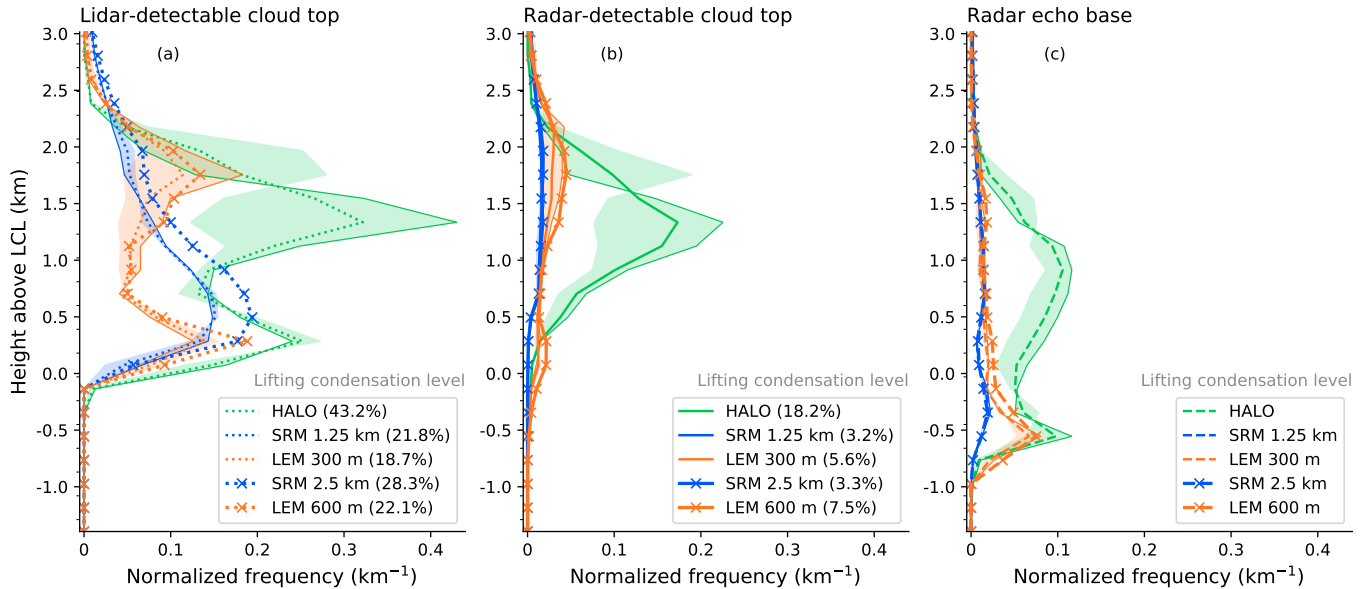 Lidar-detectable cloud top
(a)
3.0
2.5
2.0
1.5
1.0
0.5
0.0
-0.5
-1.0
Height above LCL (km)
Lifting condensation level
HALO (43.2%)
SRM 1.25 km (21.8%)
LEM 300 m (18.7%)
SRM 2.5 km (28.3%)
LEM 600 m (22.1%)
0 0.1 0.2 0.3 0.4
Normalized frequency (km⁻¹)
Radar-detectable cloud top
(b)
3.0
2.5
2.0
1.5
1.0
0.5
0.0
-0.5
-1.0
Lifting condensation level
HALO (18.2%)
SRM 1.25 km (3.2%)
LEM 300 m (5.6%)
SRM 2.5 km (3.3%)
LEM 600 m (7.5%)
0 0.1 0.2 0.3 0.4
Normalized frequency (km⁻¹)
Radar echo base
(c)
3.0
2.5
2.0
1.5
1.0
0.5
0.0
-0.5
-1.0
Lifting condensation level
HALO
SRM 1.25 km
LEM 300 m
SRM 2.5 km
LEM 600 m
0 0.1 0.2 0.3 0.4
Normalized frequency (km⁻¹)